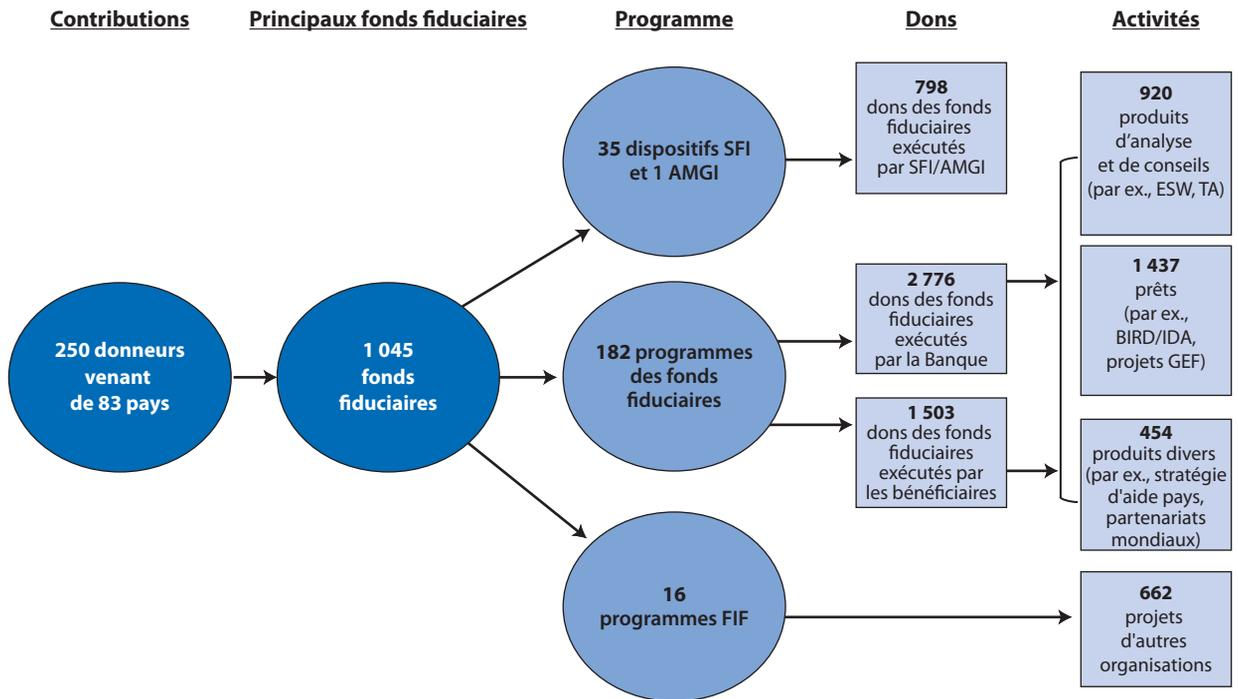 Contributions
Principaux fonds fiduciaires
Programme
Dons
Activités
250 donneurs
venant
de 83 pays
1 045
fonds
fiduciaires
35 dispositifs SFI
et 1 AMGI
182 programmes
des fonds
fiduciaires
16
programmes FIF
798
dons des fonds
fiduciaires
exécutés
par SFI/AMGI
2 776
dons des fonds
fiduciaires
exécutés
par la Banque
1 503
dons des fonds
fiduciaires
exécutés par
les bénéficiaires
920
produits
d’analyse
et de conseils
(par ex., ESW, TA)
1 437
prêts
(par ex.,
BIRD/IDA,
projets GEF)
454
produits divers
(par ex., stratégie
d'aide pays,
partenariats
mondiaux)
662
projets
d'autres
organisations